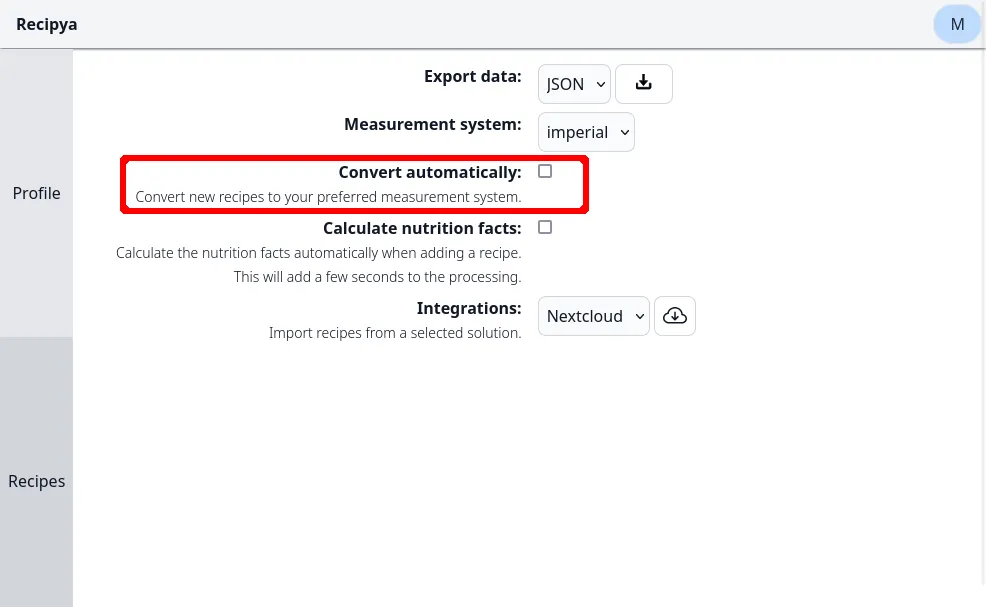 Recipya
M
Export data:
JSON
Measurement system:
imperial
Convert automatically:
Convert new recipes to your preferred measurement system.
Profile
Calculate nutrition facts:
Calculate the nutrition facts automatically when adding a recipe.
This will add a few seconds to the processing.
Integrations:
Nextcloud
Import recipes from a selected solution.
Recipes